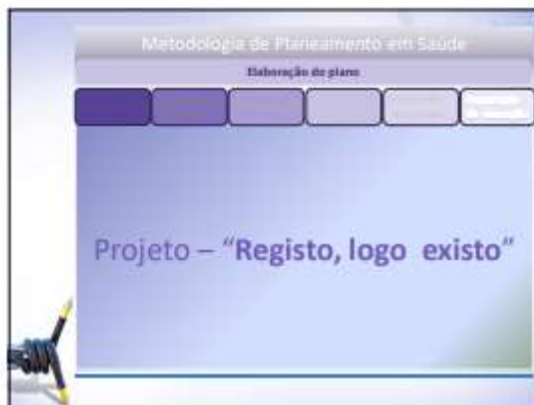 Metodologia de Planeamento em Saúde
Elaboração do plano
Projeto – “Registo, logo existo”